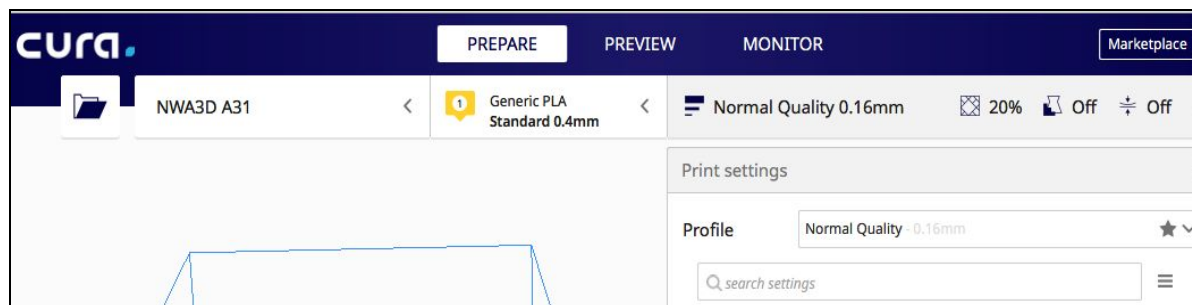 cura.
PREPARE PREVIEW MONITOR Marketplace
NWA3D A31
1 Generic PLA
Standard 0.4mm
Normal Quality 0.16mm 20% Off Off
Print settings
Profile Normal Quality - 0.16mm
search settings